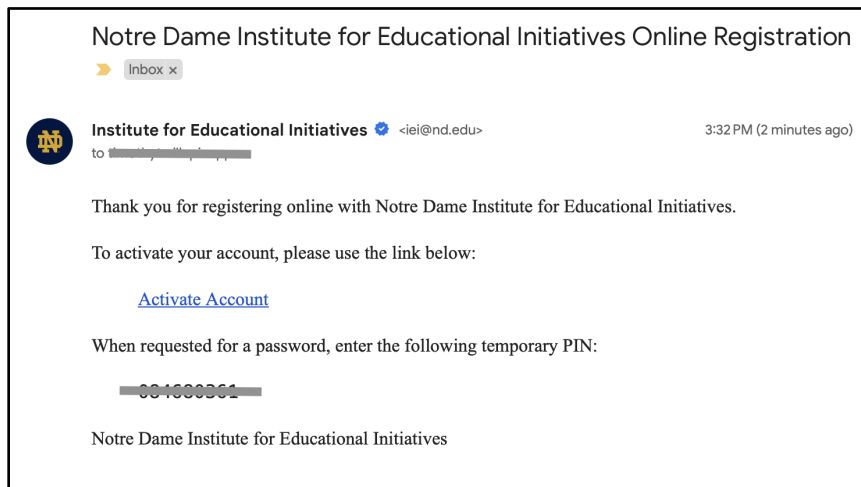 Notre Dame Institute for Educational Initiatives Online Registration
Inbox ×
Institute for Educational Initiatives <iei@nd.edu> 3:32 PM (2 minutes ago)
to
Thank you for registering online with Notre Dame Institute for Educational Initiatives.
To activate your account, please use the link below:
Activate Account
When requested for a password, enter the following temporary PIN:
Notre Dame Institute for Educational Initiatives